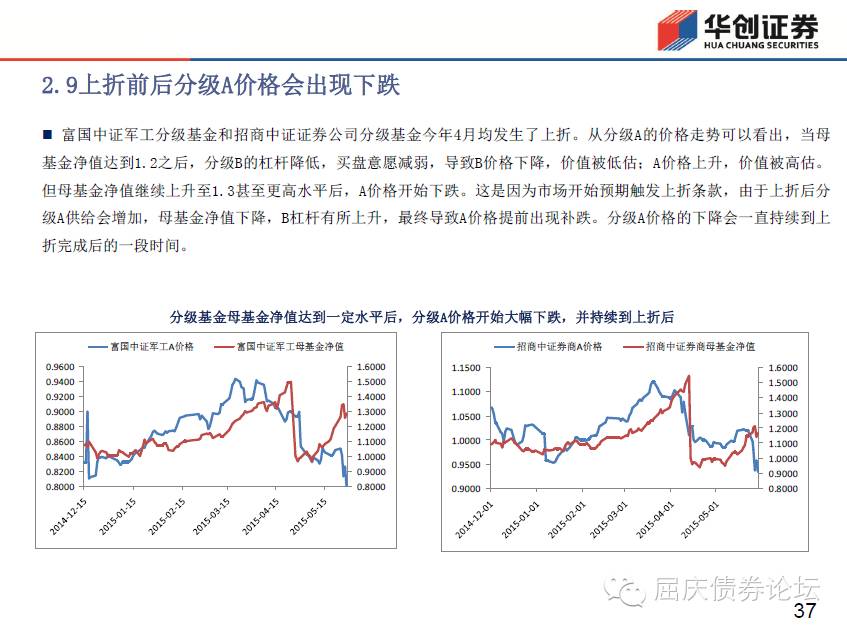 华创证券
HUA CHUANG SECURITIES
2.9上折前后分级A价格会出现下跌
■ 富国中证军工分级基金和招商中证证券公司分级基金今年4月均发生了上折。从分级A的价格走势可以看出，当母
基金净值达到1.2之后，分级B的杠杆降低，买盘意愿减弱，导致B价格下降，价值被低估；A价格上升，价值被高估。
但母基金净值继续上升至1.3甚至更高水平后，A价格开始下跌。这是因为市场开始预期触发上折条款，由于上折后分
级A供给会增加，母基金净值下降，B杠杆有所上升，最终导致A价格提前出现补跌。分级A价格的下降会一直持续到上
折完成后的一段时间。
分级基金母基金净值达到一定水平后，分级A价格开始大幅下跌，并持续到上折后
富国中证军工A价格 富国中证军工母基金净值
0.9600 1.6000
0.9400 1.5000
0.9200 1.4000
0.9000 1.3000
0.8800 1.2000
0.8600 1.1000
0.8400 1.0000
0.8200 0.9000
0.8000 0.8000
2014-12-15 2015-01-15 2015-02-15 2015-03-15 2015-04-15 2015-05-15
招商中证券商A价格 招商中证券商母基金净值
1.1500 1.6000
1.5000
1.1000 1.4000
1.3000
1.0500 1.2000
1.0000 1.1000
1.0000
0.9500 0.9000
0.9000 0.8000
2014-12-01 2015-01-01 2015-02-01 2015-03-01 2015-04-01 2015-05-01
屈庆债券论坛
37